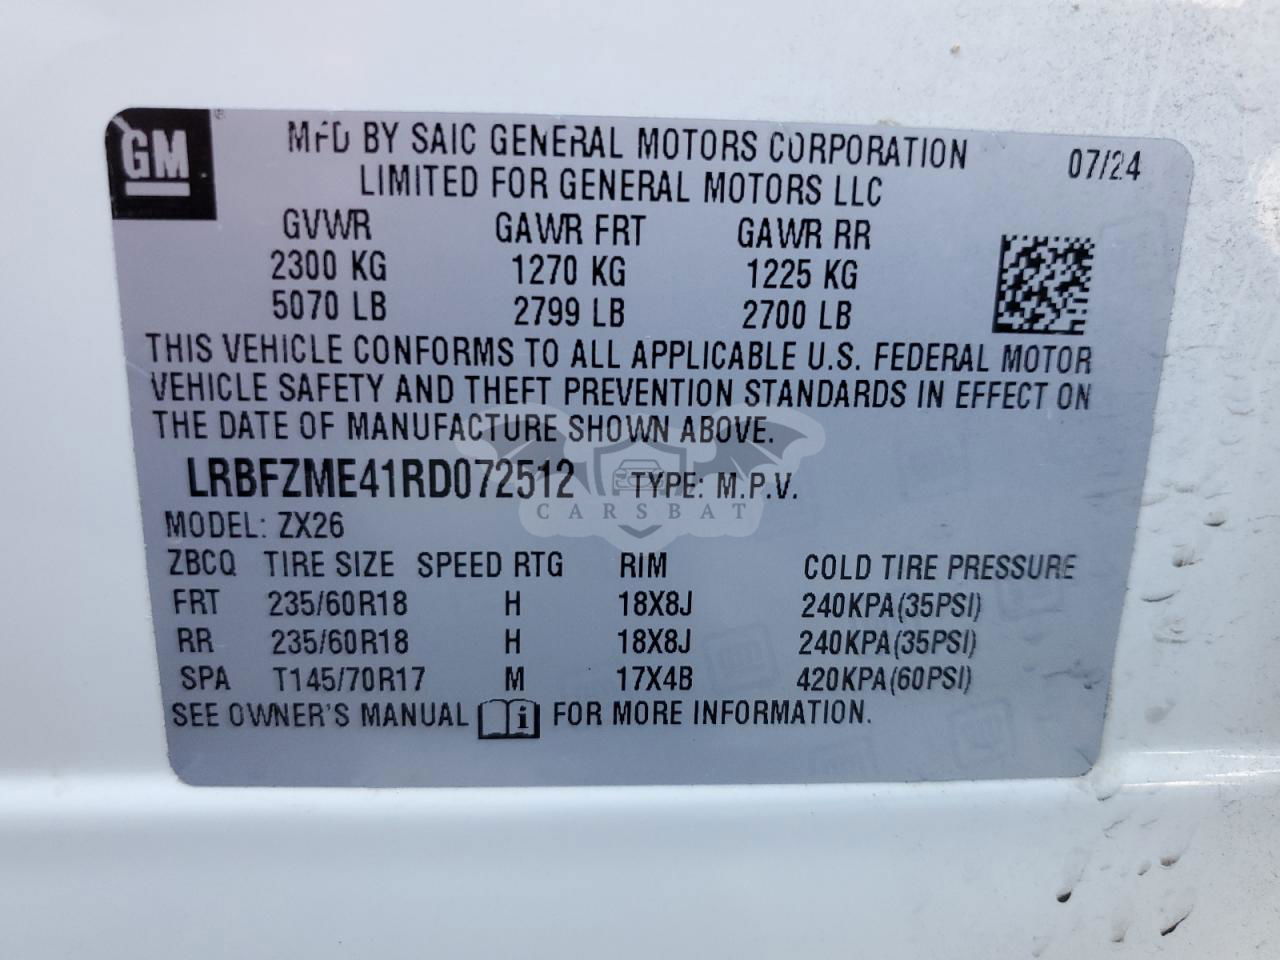 GM ®
MFD BY SAIC GENERAL MOTORS CORPORATION 07/24
LIMITED FOR GENERAL MOTORS LLC
GVWR GAWR FRT GAWR RR
2300 KG 1270 KG 1225 KG
5070 LB 2799 LB 2700 LB
THIS VEHICLE CONFORMS TO ALL APPLICABLE U.S. FEDERAL MOTOR
VEHICLE SAFETY AND THEFT PREVENTION STANDARDS IN EFFECT ON
THE DATE OF MANUFACTURE SHOWN ABOVE.
LRBFZME41RD072512 TYPE: M.P.V.
CARSBAT
MODEL: ZX26
ZBCQ TIRE SIZE SPEED RTG RIM COLD TIRE PRESSURE
FRT 235/60R18 H 18X8J 240KPA(35PSI)
RR 235/60R18 H 18X8J 240KPA(35PSI)
SPA T145/70R17 M 17X4B 420KPA(60PSI)
SEE OWNER'S MANUAL i FOR MORE INFORMATION.